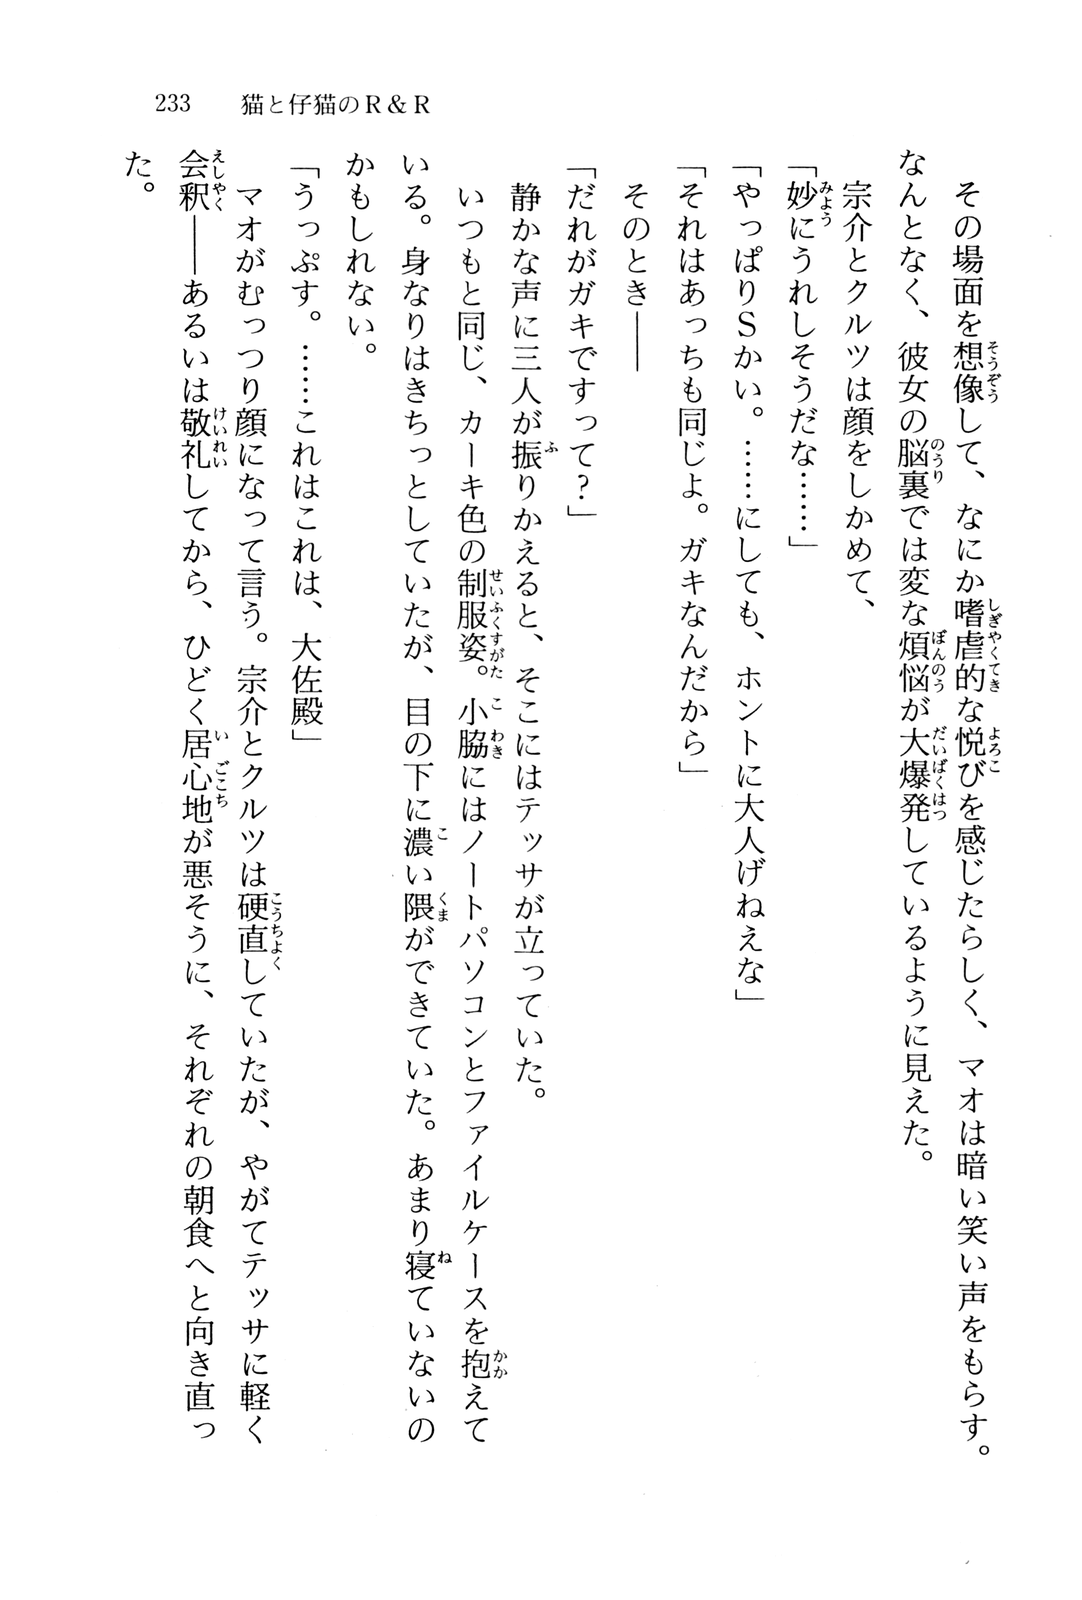 233　猫と仔猫のR＆R
　その場面を想像して、なにか嗜虐的な悦びを感じたらしく、マオは暗い笑い声をもらす。
なんとなく、彼女の脳裏では変な煩悩が大爆発しているように見えた。
　宗介とクルツは顔をしかめて、
「妙にうれしそうだな……」
「やっぱりSかい。……にしても、ホントに大人げねえな」
「それはあっちも同じよ。ガキなんだから」
　そのとき――
「だれがガキですって？」
　静かな声に三人が振りかえると、そこにはテッサが立っていた。
　いつもと同じ、カーキ色の制服姿。小脇にはノートパソコンとファイルケースを抱えて
いる。身なりはきちっとしていたが、目の下に濃い隈ができていた。あまり寝ていないの
かもしれない。
「うっぷす。……これはこれは、大佐殿」
　マオがむっつり顔になって言う。宗介とクルツは硬直していたが、やがてテッサに軽く
会釈――あるいは敬礼してから、ひどく居心地が悪そうに、それぞれの朝食へと向き直っ
た。